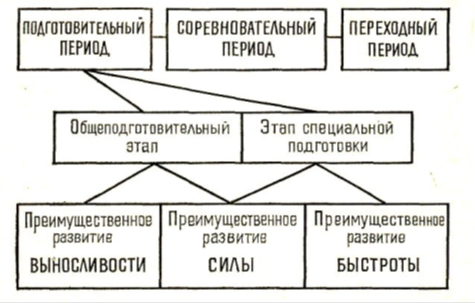 ПОДГОТОВИТЕЛЬНЫЙ
ПЕРИОД
СОРЕВНОВАТЕЛЬНЫЙ
ПЕРИОД
ПЕРЕХОДНЫЙ
ПЕРИОД
Общеподготовительный
этап
Этап специальной
подготовки
Преимущественное
развитие
ВЫНОСЛИВОСТИ
Преимущественное
развитие
СИЛЫ
Преимущественное
развитие
БЫСТРОТЫ